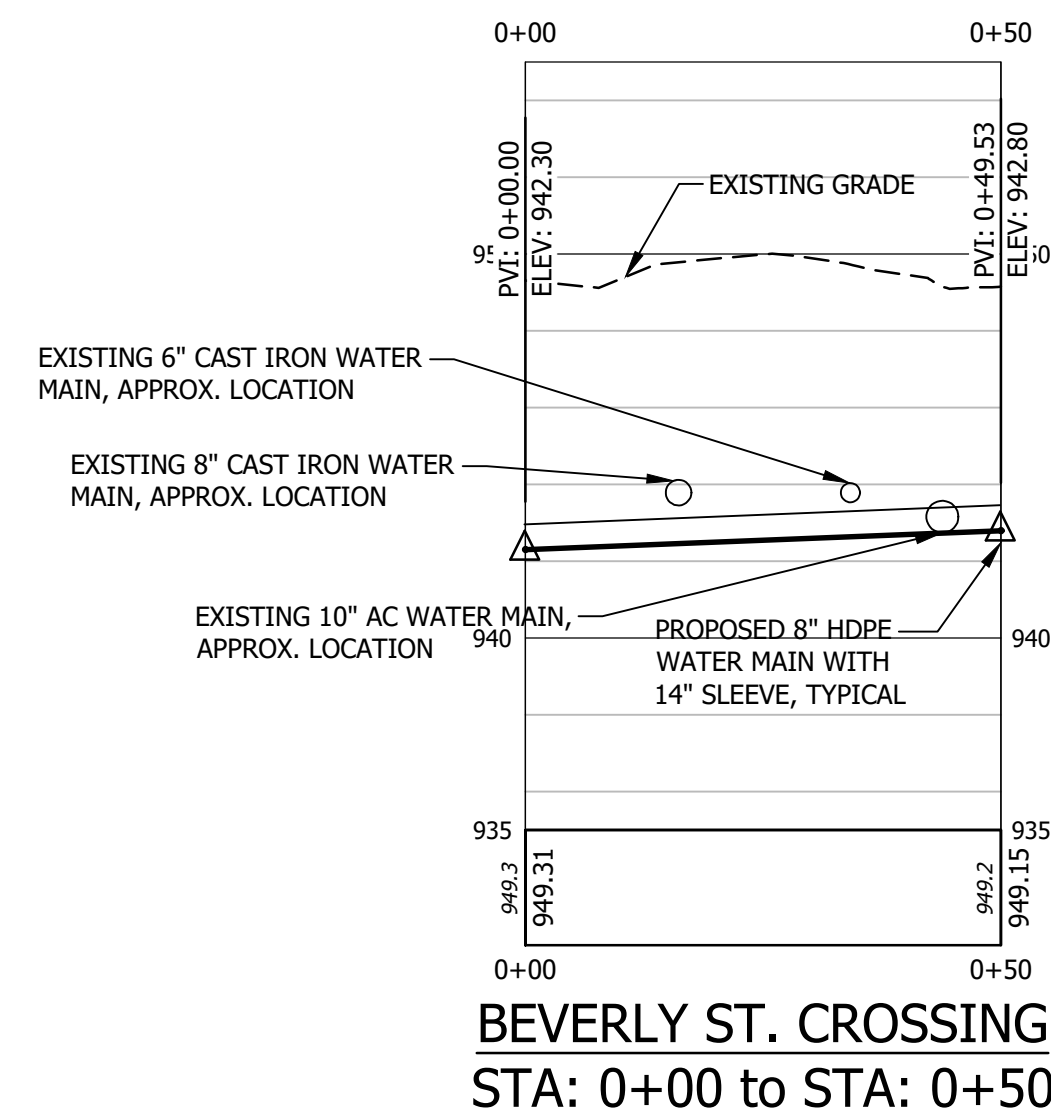 0+00
0+50
PVI: 0+00.00
ELEV: 942.30
PVI: 0+49.53
ELEV: 942.80
EXISTING GRADE
EXISTING 6" CAST IRON WATER
MAIN, APPROX. LOCATION
EXISTING 8" CAST IRON WATER
MAIN, APPROX. LOCATION
EXISTING 10" AC WATER MAIN,
APPROX. LOCATION
PROPOSED 8" HDPE
WATER MAIN WITH
14" SLEEVE, TYPICAL
940
940
935
935
949.3
949.31
949.2
949.15
0+00
0+50
BEVERLY ST. CROSSING
STA: 0+00 to STA: 0+50